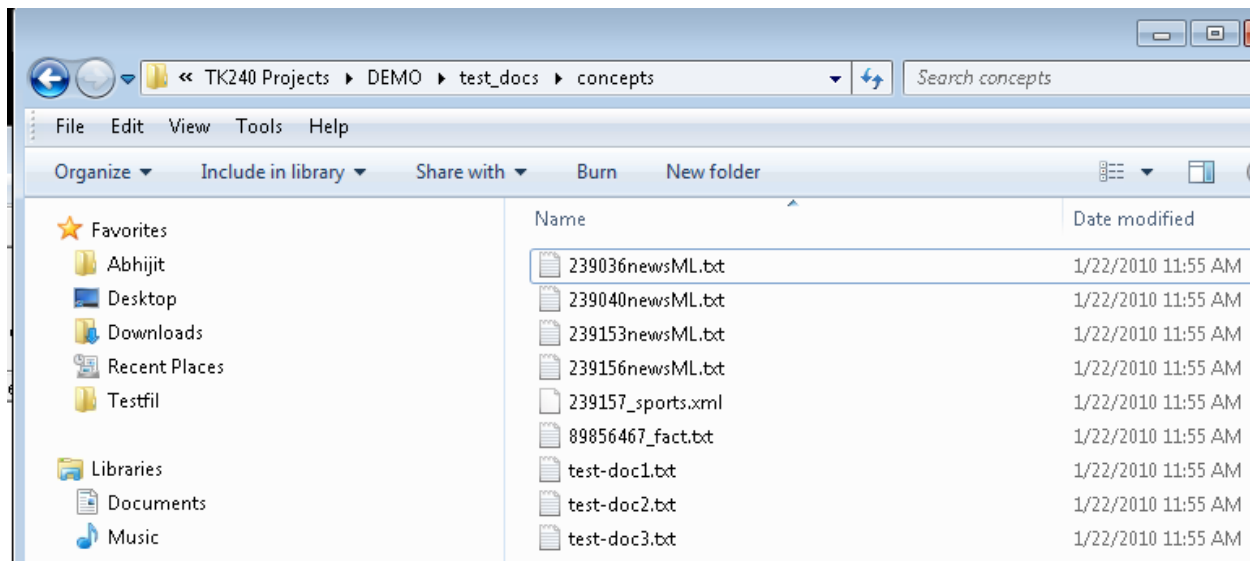 « TK240 Projects DEMO test_docs concepts Search concepts
File Edit View Tools Help
Organize Include in library Share with Burn New folder
Favorites
Abhijit
Desktop
Downloads
Recent Places
Testfil
Libraries
Documents
Music
Name Date modified
239036newsML.txt 1/22/2010 11:55 AM
239040newsML.txt 1/22/2010 11:55 AM
239153newsML.txt 1/22/2010 11:55 AM
239156newsML.txt 1/22/2010 11:55 AM
239157_sports.xml 1/22/2010 11:55 AM
89856467_fact.txt 1/22/2010 11:55 AM
test-doc1.txt 1/22/2010 11:55 AM
test-doc2.txt 1/22/2010 11:55 AM
test-doc3.txt 1/22/2010 11:55 AM